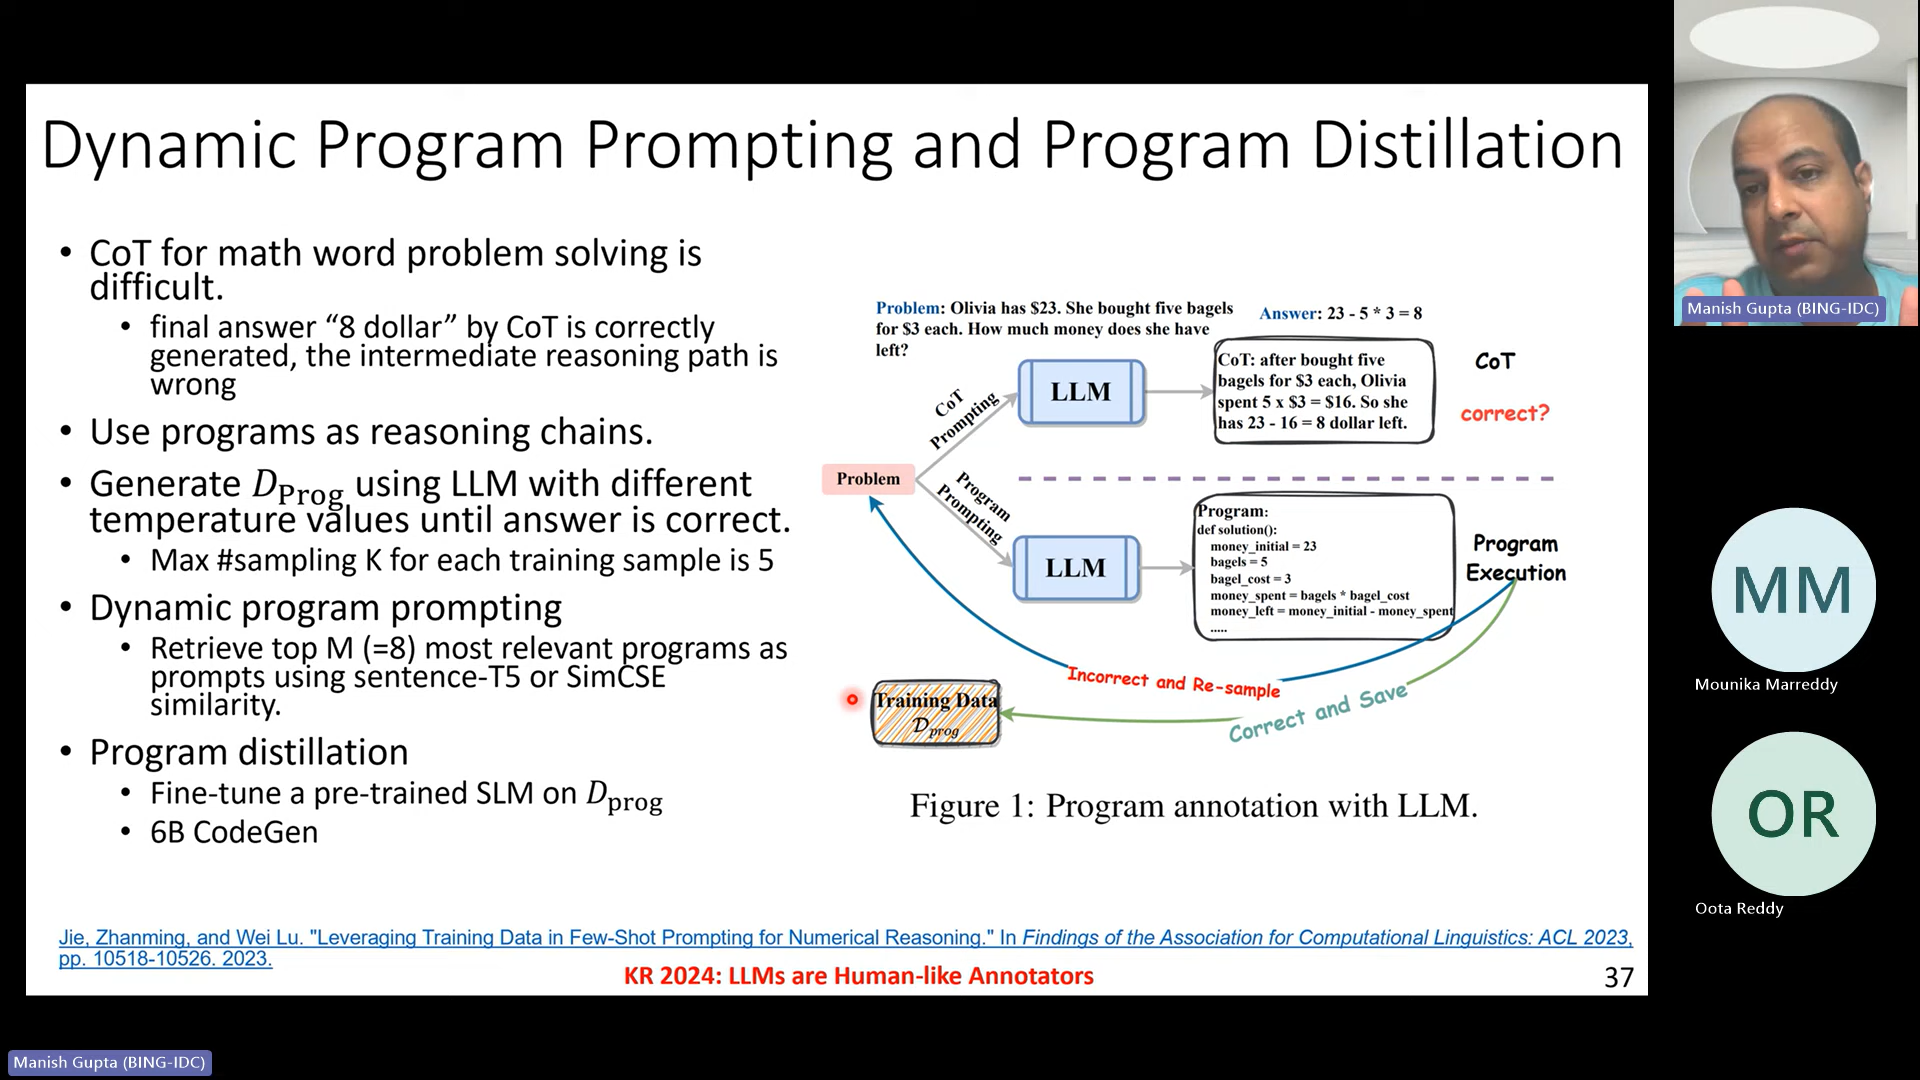 Dynamic Program Prompting and Program Distillation
• CoT for math word problem solving is
difficult.
• final answer “8 dollar” by CoT is correctly
generated, the intermediate reasoning path is
wrong
• Use programs as reasoning chains.
• Generate D_Prog using LLM with different
temperature values until answer is correct.
• Max #sampling K for each training sample is 5
• Dynamic program prompting
• Retrieve top M (=8) most relevant programs as
prompts using sentence-T5 or SimCSE
similarity.
• Program distillation
• Fine-tune a pre-trained SLM on D_prog
• 6B CodeGen
Problem: Olivia has $23. She bought five bagels
for $3 each. How much money does she have
left?
Answer: 23 - 5 * 3 = 8
CoT
Prompting
LLM
CoT: after bought five
bagels for $3 each, Olivia
spent 5 x $3 = $16. So she
has 23 - 16 = 8 dollar left.
CoT
correct?
Problem
Program
Prompting
LLM
Program:
def solution():
money_initial = 23
bagels = 5
bagel_cost = 3
money_spent = bagels * bagel_cost
money_left = money_initial - money_spent
.....
Program
Execution
Incorrect and Re-sample
Correct and Save
Training Data
D_prog
Figure 1: Program annotation with LLM.
Jie, Zhanming, and Wei Lu. "Leveraging Training Data in Few-Shot Prompting for Numerical Reasoning." In Findings of the Association for Computational Linguistics: ACL 2023,
pp. 10518-10526. 2023.
KR 2024: LLMs are Human-like Annotators
37
Manish Gupta (BING-IDC)
MM
Mounika Marreddy
OR
Oota Reddy
Manish Gupta (BING-IDC)